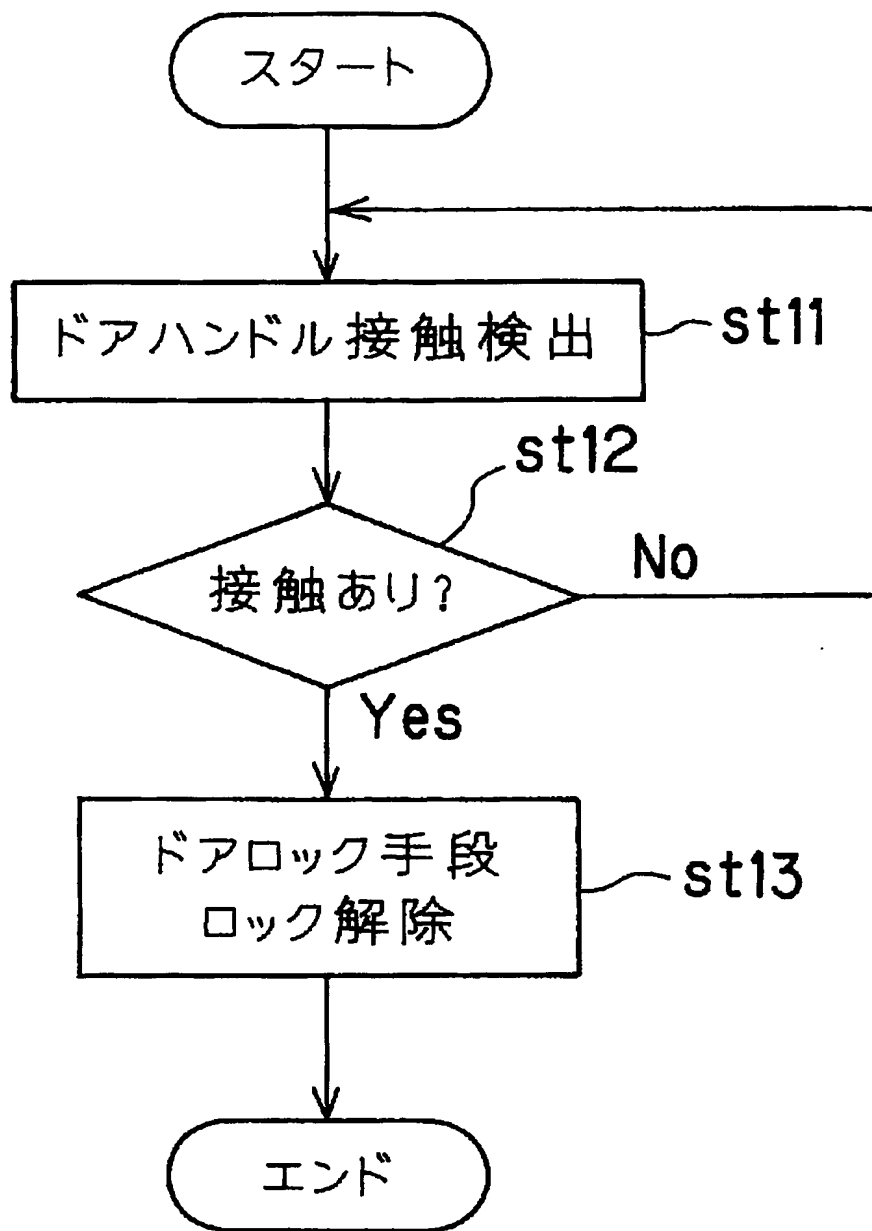 スタート
ドアハンドル接触検出
st11
st12
接触あり?
No
Yes
ドアロック手段
ロック解除
st13
エンド